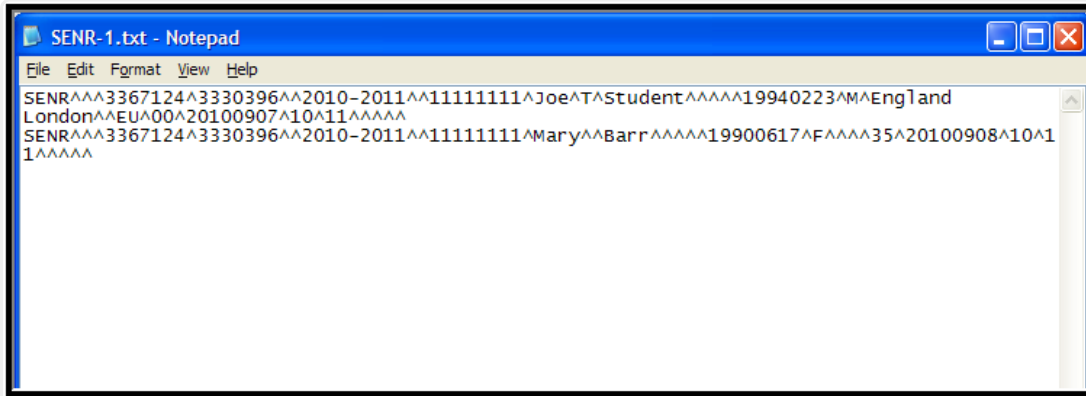 SENR-1.txt - Notepad
File Edit Format View Help
SENR^^^3367124^3330396^^2010-2011^^11111111^Joe^T^Student^^^^^19940223^M^England
London^^EU^00^20100907^10^11^^^^^
SENR^^^3367124^3330396^^2010-2011^^11111111^Mary^^Barr^^^^^19900617^F^^^^35^20100908^10^1
1^^^^^